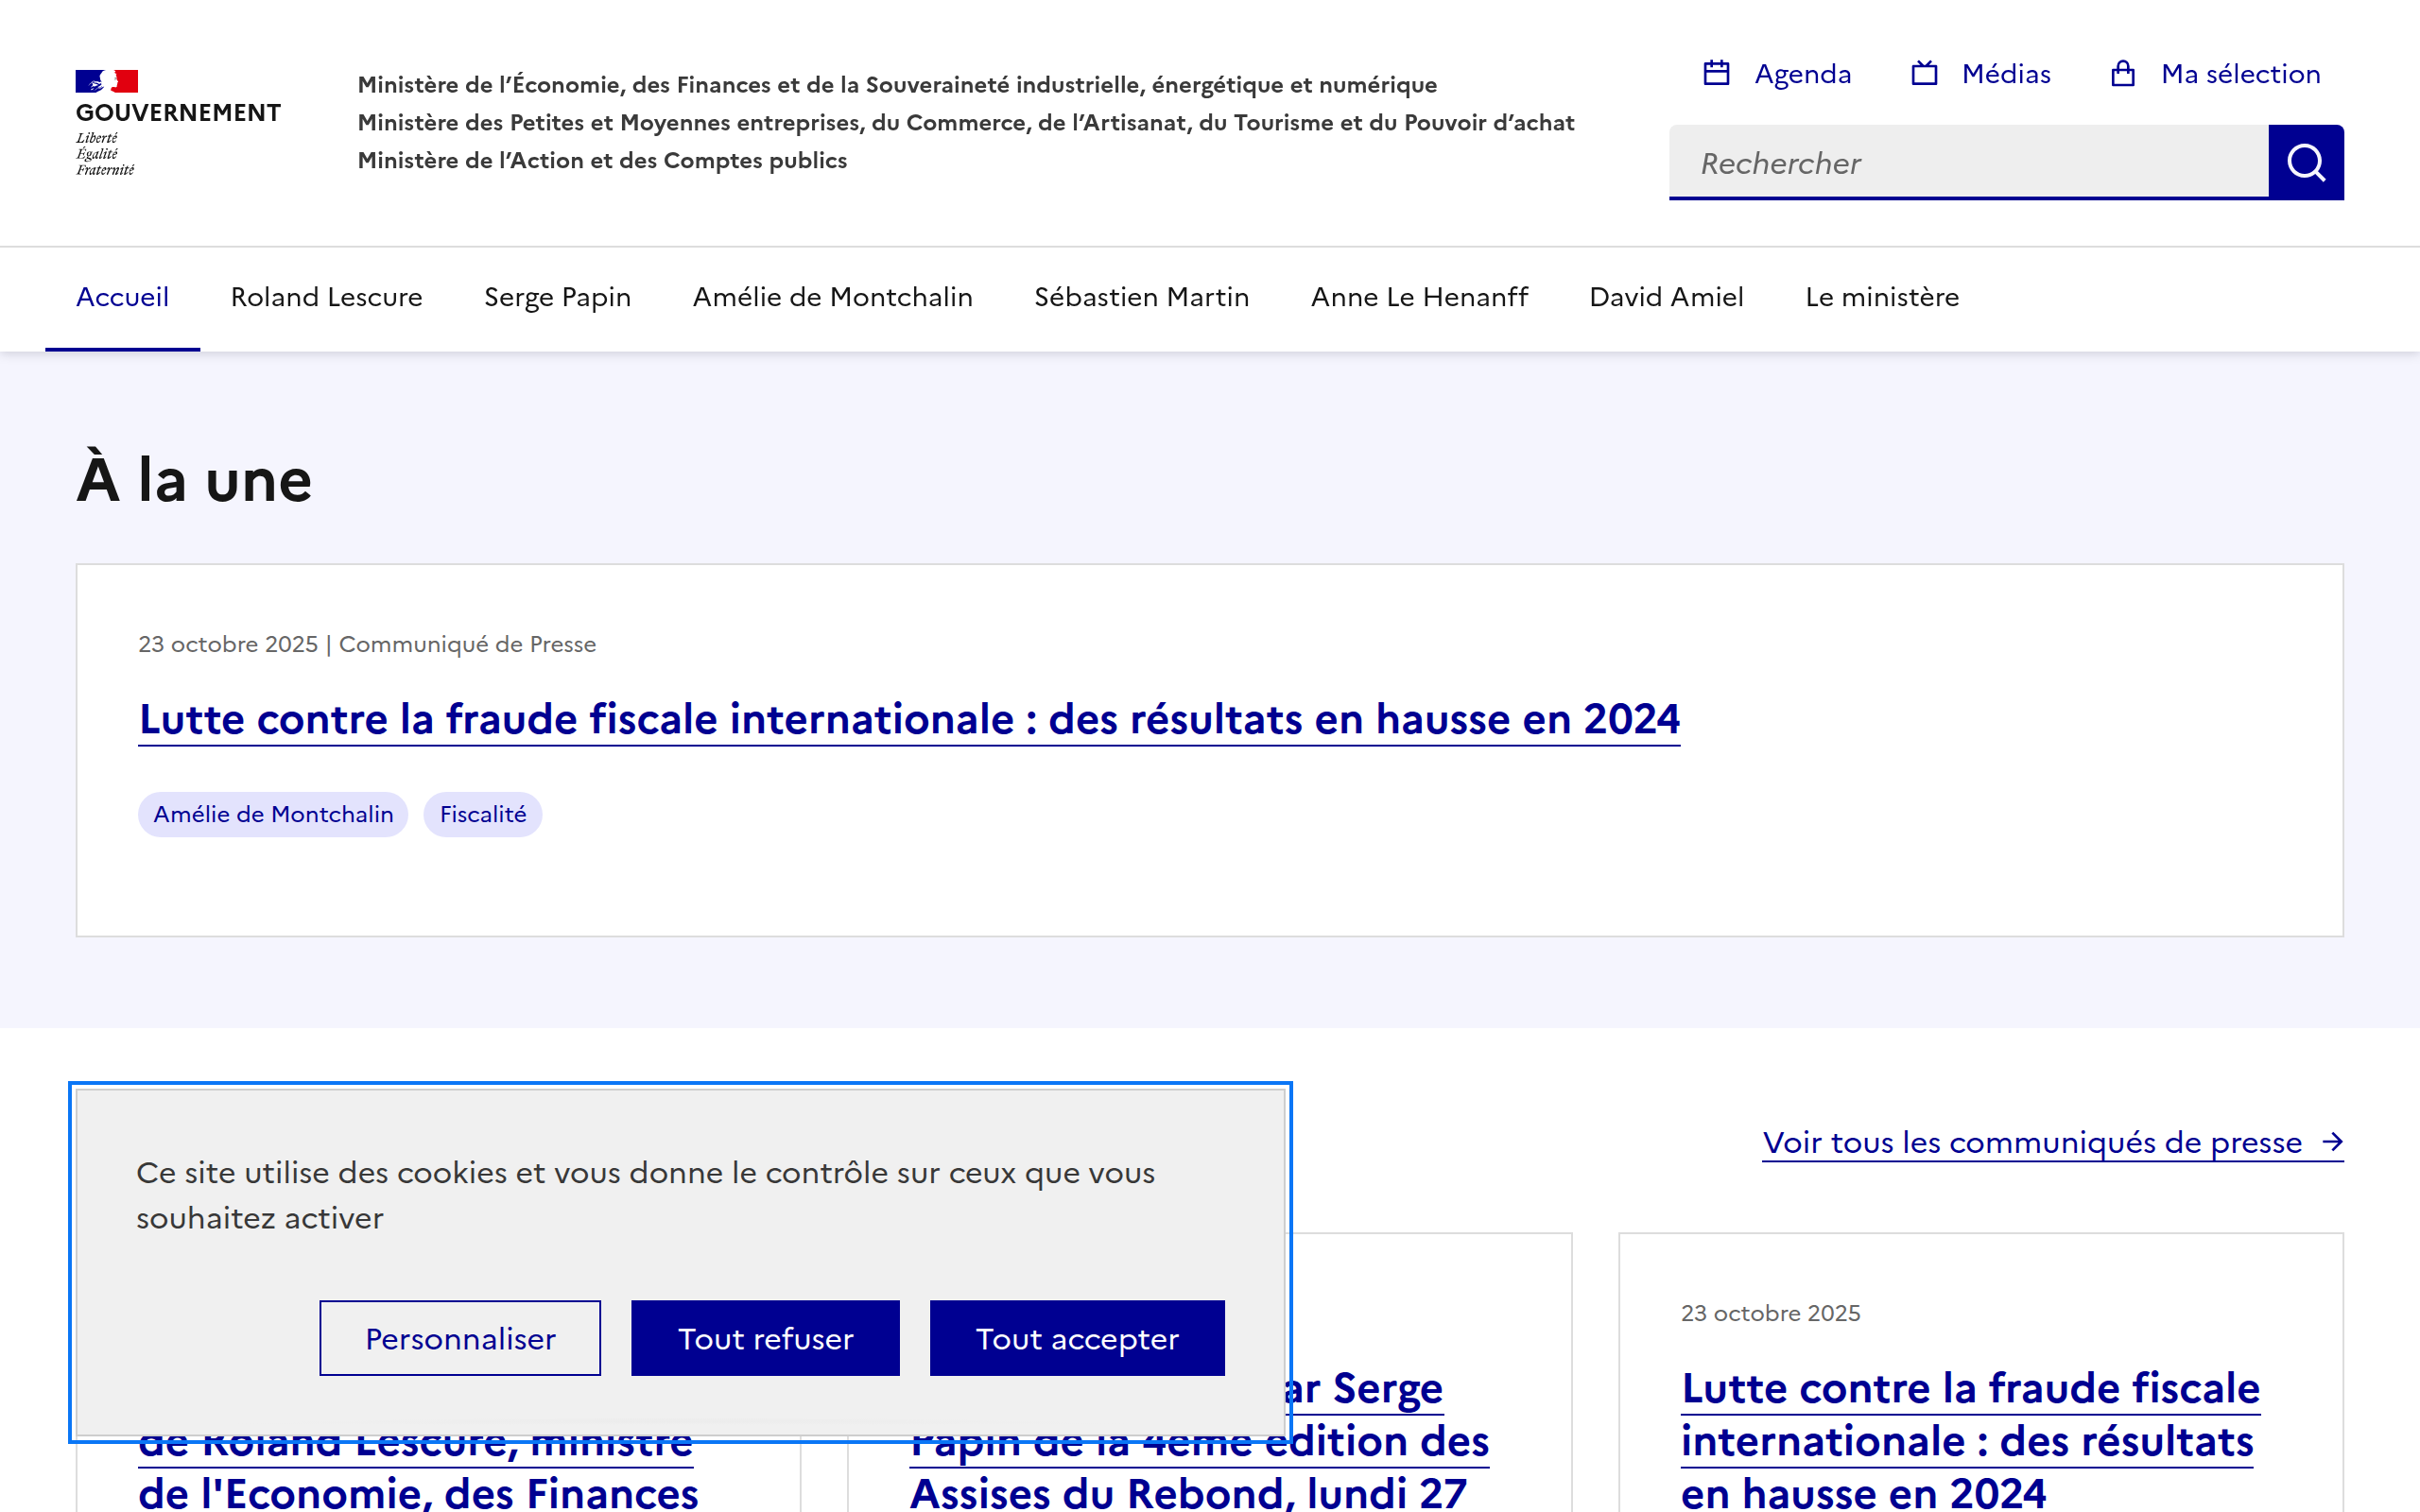 GOUVERNEMENT
Liberté
Égalité
Fraternité
Ministère de l’Économie, des Finances et de la Souveraineté industrielle, énergétique et numérique
Ministère des Petites et Moyennes entreprises, du Commerce, de l’Artisanat, du Tourisme et du Pouvoir d’achat
Ministère de l’Action et des Comptes publics
Agenda
Médias
Ma sélection
Rechercher
Accueil
Roland Lescure
Serge Papin
Amélie de Montchalin
Sébastien Martin
Anne Le Henanff
David Amiel
Le ministère
À la une
23 octobre 2025 | Communiqué de Presse
Lutte contre la fraude fiscale internationale : des résultats en hausse en 2024
Amélie de Montchalin
Fiscalité
Voir tous les communiqués de presse
Ce site utilise des cookies et vous donne le contrôle sur ceux que vous
souhaitez activer
Personnaliser
Tout refuser
Tout accepter
de Roland Lescure, ministre
de l'Economie, des Finances
Serge
Papin de la 4ème édition des
Assises du Rebond, lundi 27
23 octobre 2025
Lutte contre la fraude fiscale
internationale : des résultats
en hausse en 2024